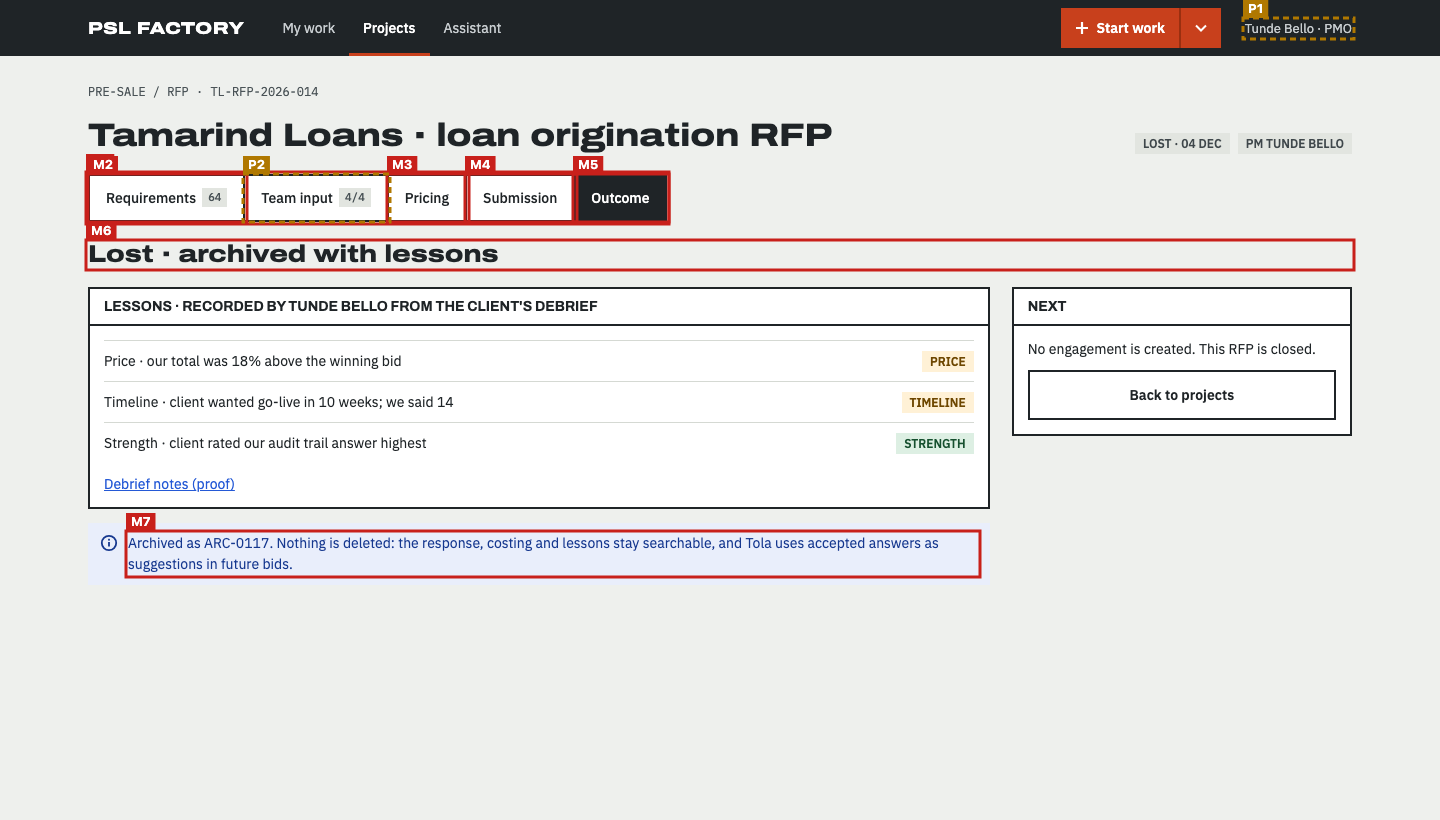 PSL FACTORY
My work
Projects
Assistant
Start work
P1
Tunde Bello · PMO
PRE-SALE / RFP · TL-RFP-2026-014
Tamarind Loans · loan origination RFP
LOST · 04 DEC
PM TUNDE BELLO
M2
P2
M3
M4
M5
Requirements 64
Team input 4/4
Pricing
Submission
Outcome
M6
Lost · archived with lessons
LESSONS · RECORDED BY TUNDE BELLO FROM THE CLIENT'S DEBRIEF
Price · our total was 18% above the winning bid
PRICE
Timeline · client wanted go-live in 10 weeks; we said 14
TIMELINE
Strength · client rated our audit trail answer highest
STRENGTH
Debrief notes (proof)
NEXT
No engagement is created. This RFP is closed.
Back to projects
M7
Archived as ARC-0117. Nothing is deleted: the response, costing and lessons stay searchable, and Tola uses accepted answers as
suggestions in future bids.